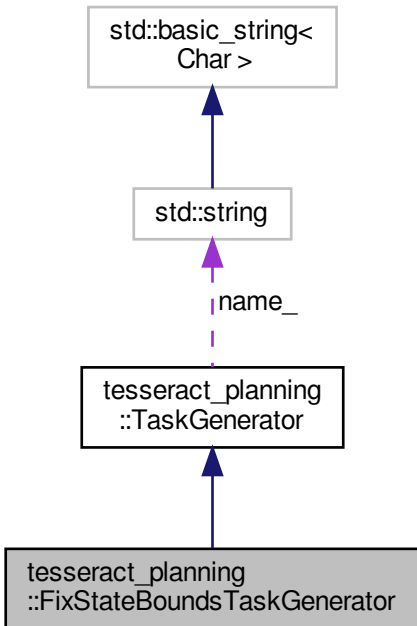 std::basic_string<
Char >
std::string
name_
tesseract_planning
::TaskGenerator
tesseract_planning
::FixStateBoundsTaskGenerator